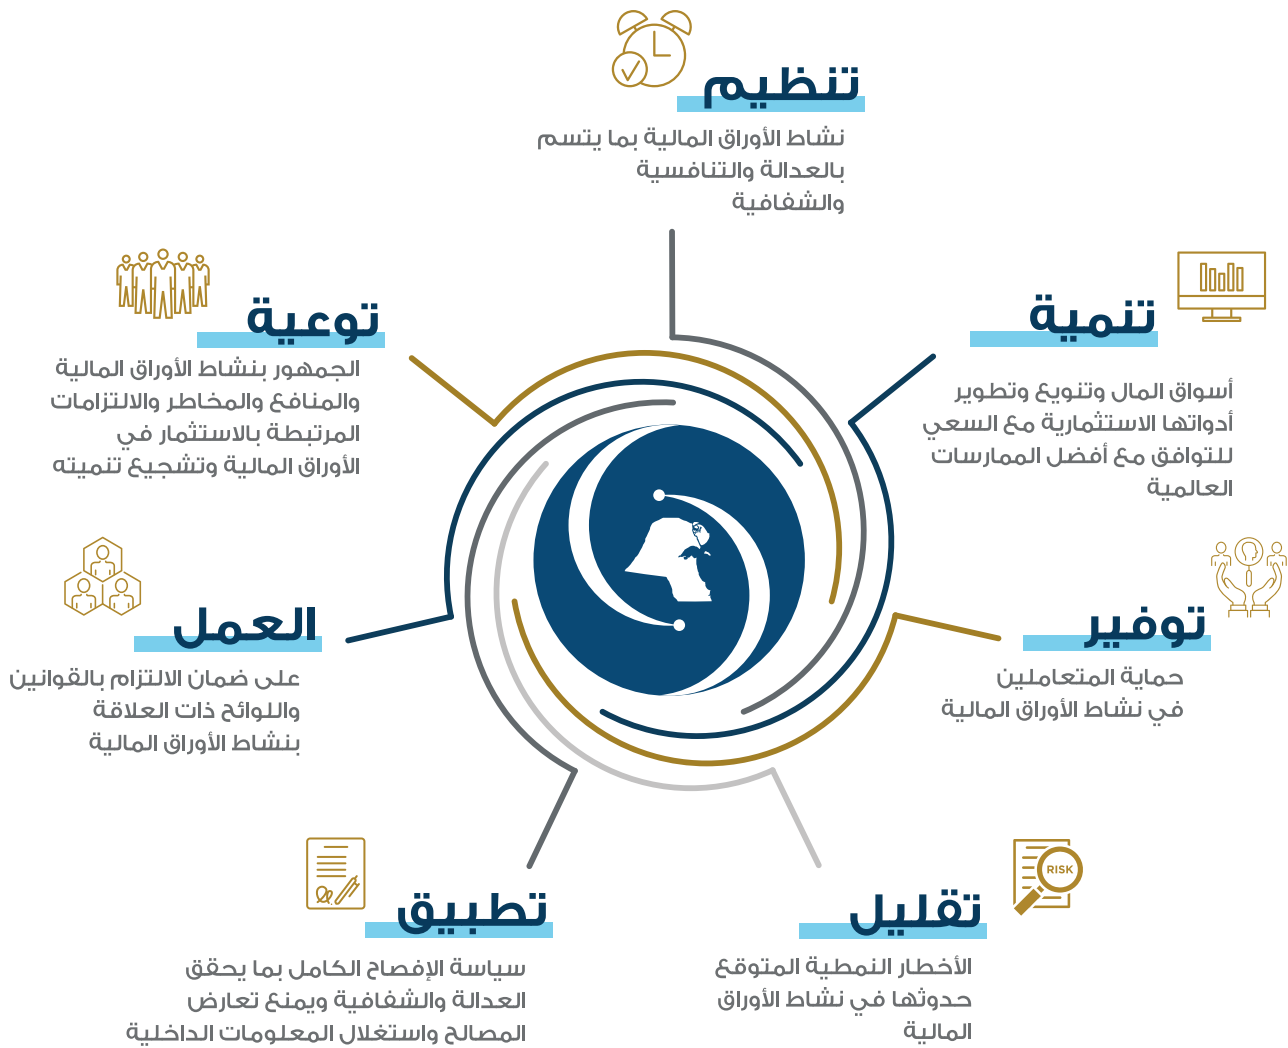 تنظيم
نشاط الأوراق المالية بما يتسم
بالعدالة والتنافسية
والشفافية
تنمية
أسواق المال وتنويع وتطوير
أدواتها الاستثمارية مع السعي
للتوافق مع أفضل الممارسات
العالمية
توفير
حماية المتعاملين
في نشاط الأوراق المالية
RISK
تقليل
الأخطار النمطية المتوقع
حدوثها في نشاط الأوراق
المالية
تطبيق
سياسة الإفصاح الكامل بما يحقق
العدالة والشفافية ويمنع تعارض
المصالح واستغلال المعلومات الداخلية
العمل
على ضمان الالتزام بالقوانين
واللوائح ذات العلاقة
بنشاط الأوراق المالية
توعية
الجمهور بنشاط الأوراق المالية
والمنافع والمخاطر والالتزامات
المرتبطة بالاستثمار في
الأوراق المالية وتشجيع تنميته